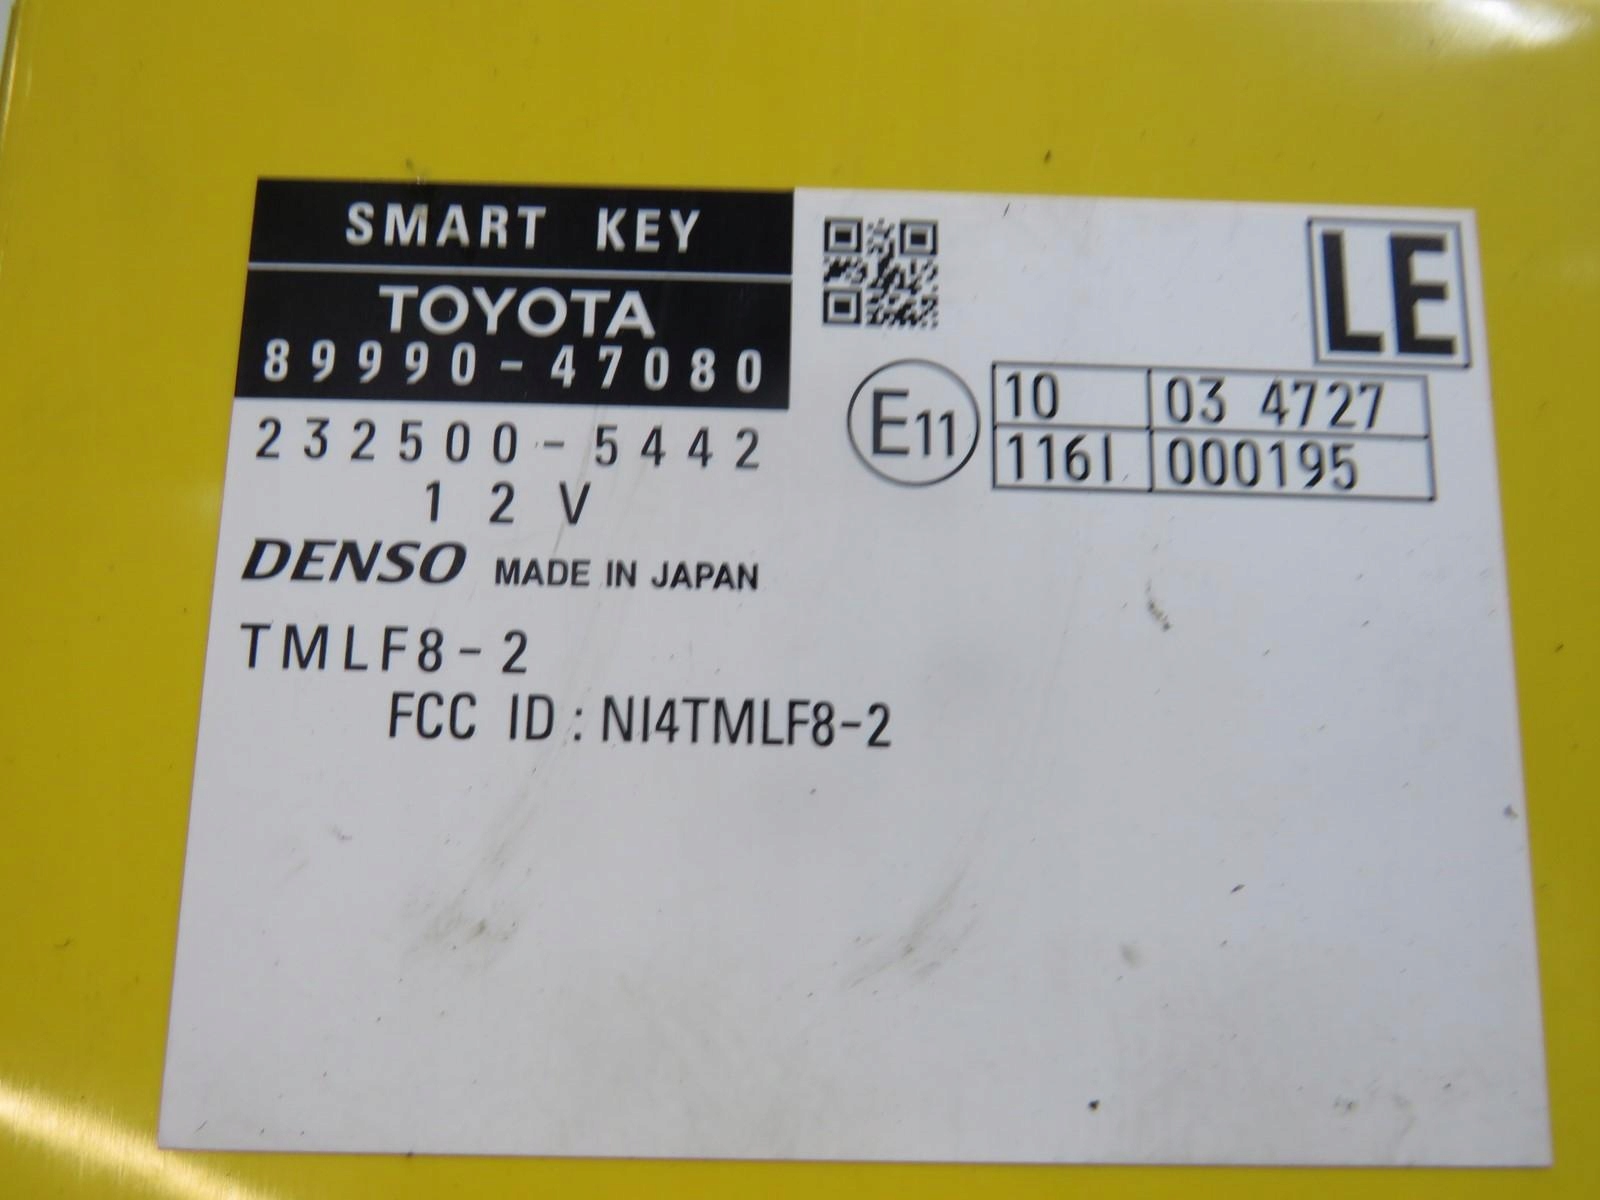 SMART KEY
TOYOTA
89990-47080
232500-5442
12V
DENSO MADE IN JAPAN
TMLF8-2
FCC ID : NI4TMLF8-2
LE
E11
10 03 4727
116I 000195